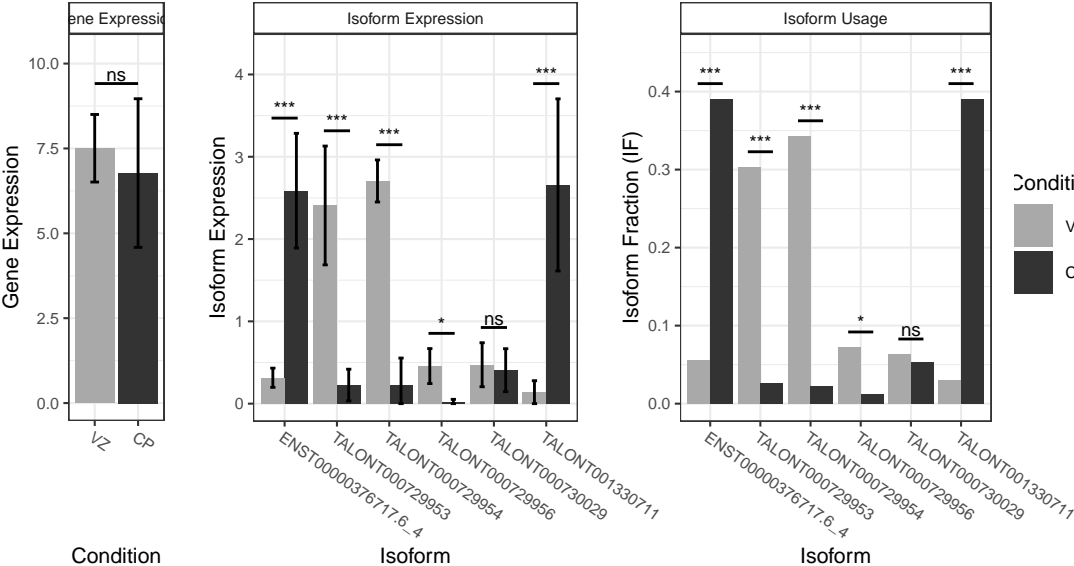 ene Expressio
Isoform Expression
Isoform Usage
Gene Expression
10.0
7.5
5.0
2.5
0.0
ns
VZ
CP
Condition
Isoform Expression
4
3
2
1
0
***
***
***
*
ns
***
ENST00000376717.6_4
TALONT000729953
TALONT000729954
TALONT000729956
TALONT000730029
TALONT001330711
Isoform
Isoform Fraction (IF)
0.4
0.3
0.2
0.1
0.0
***
***
***
*
ns
***
ENST00000376717.6_4
TALONT000729953
TALONT000729954
TALONT000729956
TALONT000730029
TALONT001330711
Isoform
Conditi